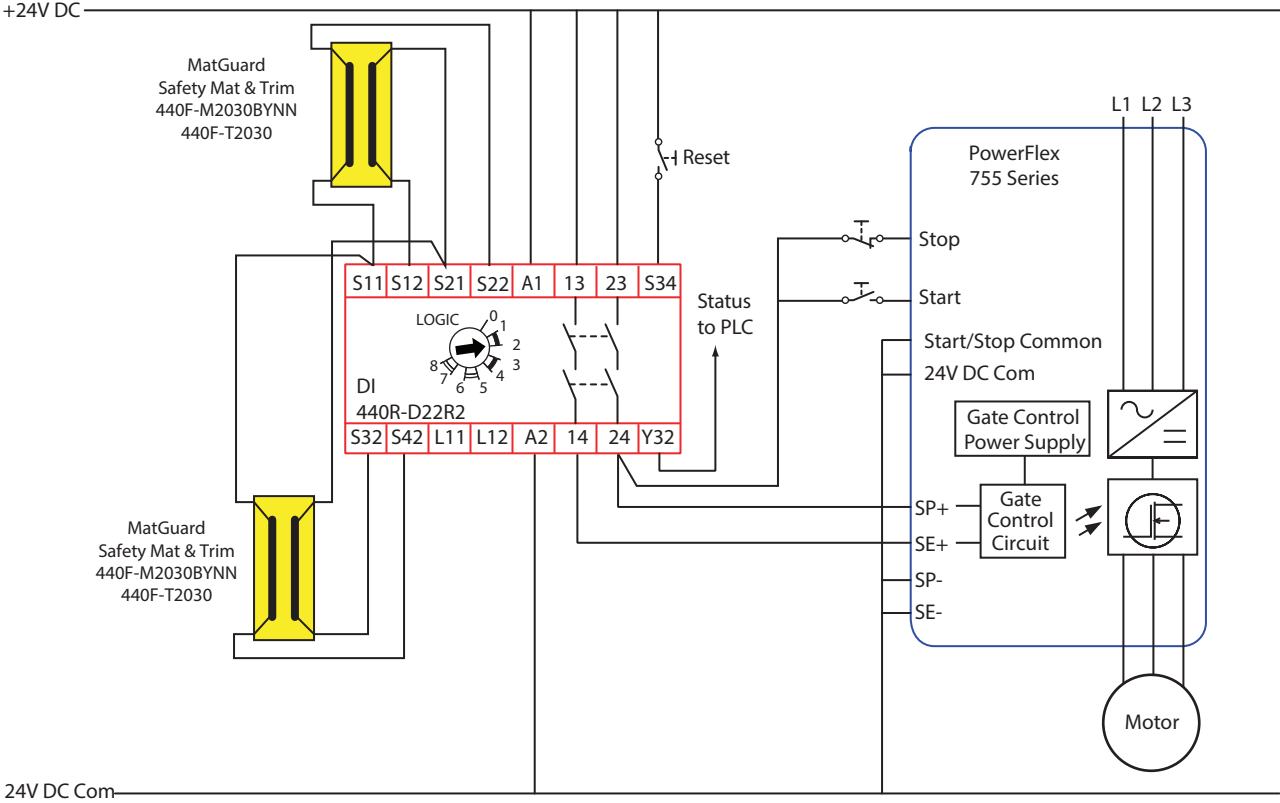 +24V DC
MatGuard
Safety Mat & Trim
440F-M2030BYNN
440F-T2030
Reset
L1 L2 L3
PowerFlex
755 Series
Stop
Start
Start/Stop Common
24V DC Com
S11 S12 S21 S22 A1 13 23 S34
Status
to PLC
LOGIC
0
1
2
3
4
5
6
7
8
DI
440R-D22R2
S32 S42 L11 L12 A2 14 24 Y32
Gate Control
Power Supply
Gate
Control
Circuit
SP+
SE+
SP-
SE-
MatGuard
Safety Mat & Trim
440F-M2030BYNN
440F-T2030
Motor
24V DC Com